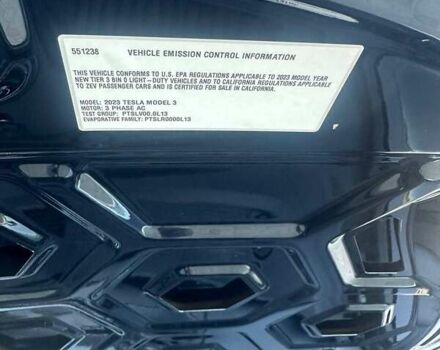 551238 VEHICLE EMISSION CONTROL INFORMATION
THIS VEHICLE CONFORMS TO U.S. EPA REGULATIONS APPLICABLE TO 2023 MODEL YEAR
NEW TIER 3 BIN 0 LIGHT-DUTY VEHICLES AND TO CALIFORNIA REGULATIONS APPLICABLE
TO ZEV PASSENGER CARS AND IS CERTIFIED FOR SALE IN CALIFORNIA.
MODEL: 2023 TESLA MODEL 3
MOTOR: 3 PHASE AC
TEST GROUP: PTSLV00.0L13
EVAPORATIVE FAMILY: PTSLR0000L13